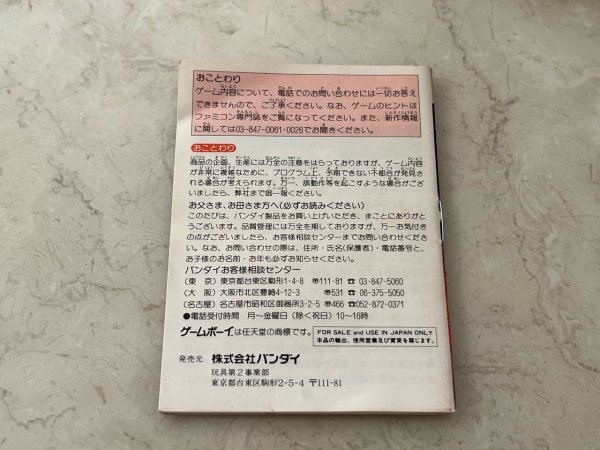 おことわり
ゲーム内容について、電話でのお問い合わせには一切お答え
できませんので、ご了承ください。なお、ゲームのヒントは
ファミコン専門誌をご覧になってください。また、新作情報
に関しては03-847-0061・0026でお聞きください。
おことわり
商品の企画、生産には万全の注意をはらっておりますが、ゲーム内容
が非常に複雑なために、プログラム上、予期できない不都合が発見さ
れる場合が考えられます。万一、誤動作等を起こすような場合がござ
いましたら、弊社まで御一報ください。
お父さま、お母さま方へ(必ずお読みください)
このたびは、バンダイ製品をお買い上げいただき、まことにありがと
うございます。品質管理には万全を期しておりますが、万一お気付き
の点がございましたら、お客様相談センターまでお問い合わせくださ
い。なお、お問い合わせの際は、住所・氏名(保護者)・電話番号と、
お子様のお名前・お年も必ずお知らせください。
バンダイお客様相談センター
(東 京) 東京都台東区駒形1-4-8 〒111-81 ☎ 03-847-5060
(大 阪) 大阪市北区豊崎4-12-3 〒531 ☎ 06-375-5050
(名古屋) 名古屋市昭和区御器所3-2-5 〒466 ☎052-872-0371
●電話受付時間 月〜金曜日(除く祝日)10〜16時
ゲームボーイは任天堂の商標です。
FOR SALE and USE IN JAPAN ONLY
本品の輸出、使用営業及び賃貸を禁じます。
発売元 株式会社バンダイ
玩具第2事業部
東京都台東区駒形2-5-4 〒111-81